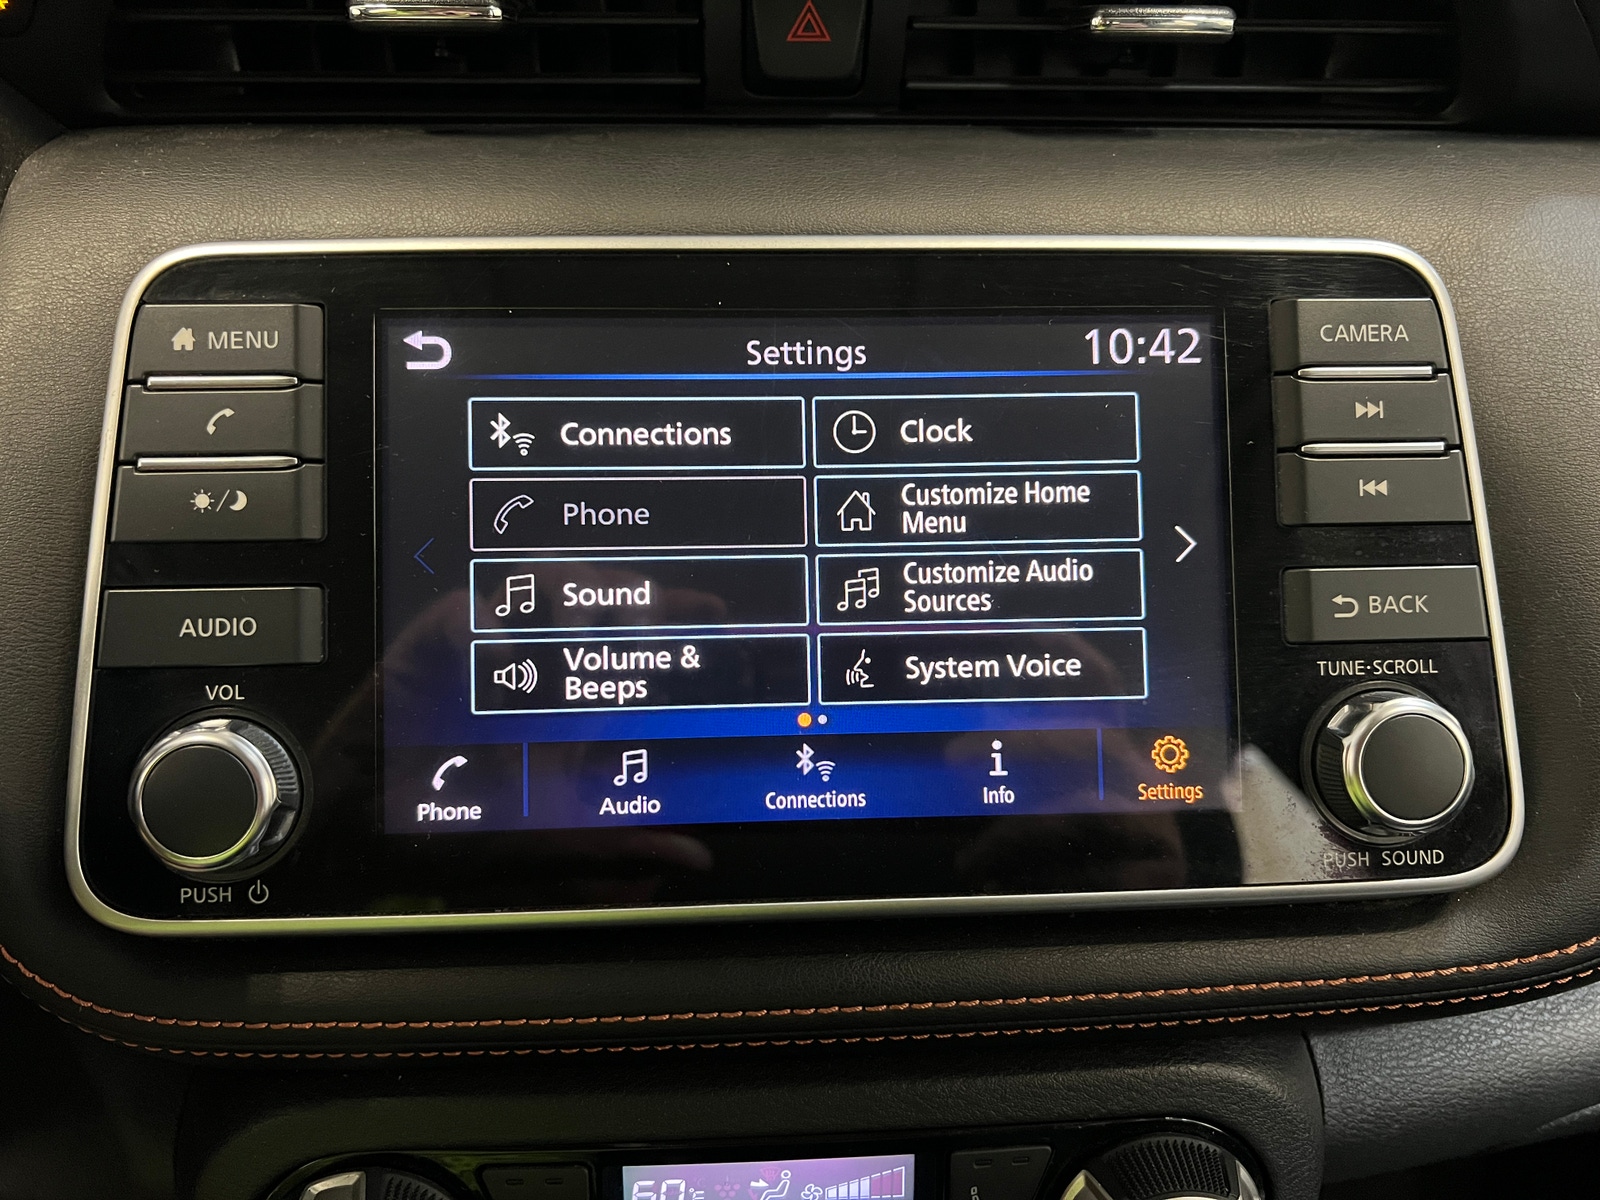 MENU
CAMERA
AUDIO
BACK
VOL
TUNE·SCROLL
PUSH
PUSH SOUND
Settings
10:42
Connections
Clock
Phone
Customize Home
Menu
Sound
Customize Audio
Sources
Volume &
Beeps
System Voice
Phone
Audio
Connections
Info
Settings
60°F